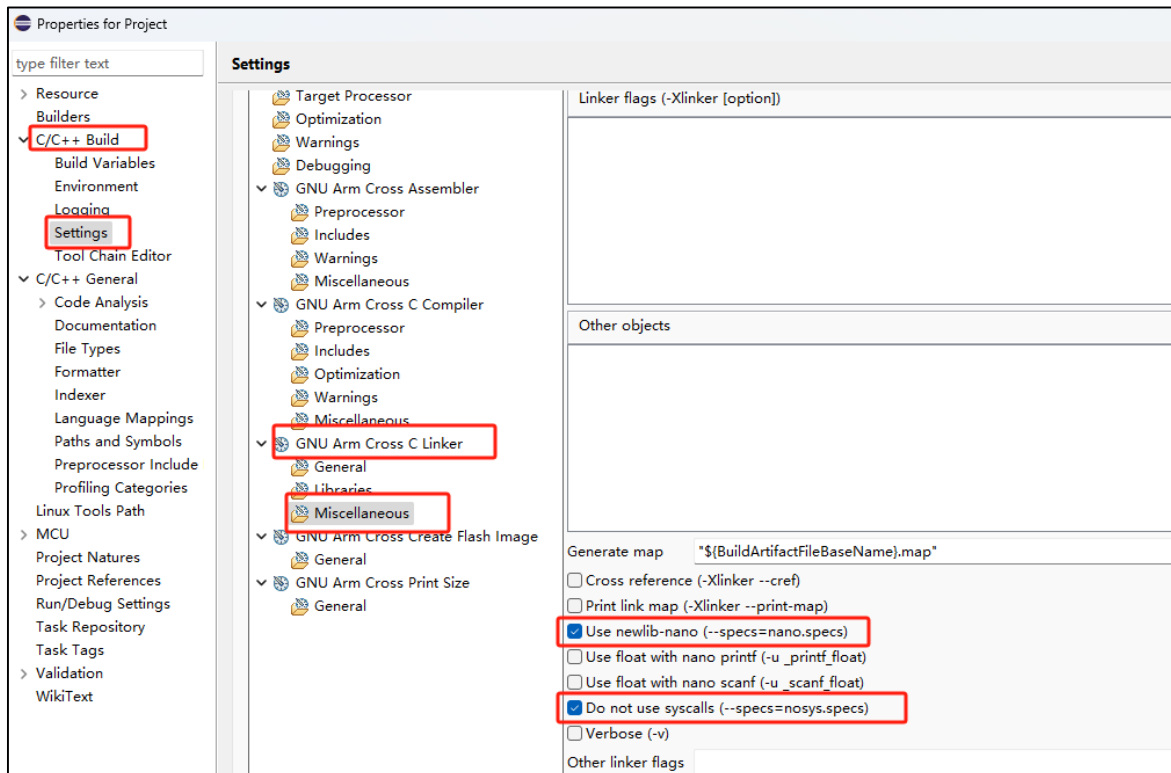 Properties for Project
type filter text
Resource
Builders
C/C++ Build
Build Variables
Environment
Logging
Settings
Tool Chain Editor
C/C++ General
Code Analysis
Documentation
File Types
Formatter
Indexer
Language Mappings
Paths and Symbols
Preprocessor Include
Profiling Categories
Linux Tools Path
MCU
Project Natures
Project References
Run/Debug Settings
Task Repository
Task Tags
Validation
WikiText
Settings
Target Processor
Optimization
Warnings
Debugging
GNU Arm Cross Assembler
Preprocessor
Includes
Warnings
Miscellaneous
GNU Arm Cross C Compiler
Preprocessor
Includes
Optimization
Warnings
Miscellaneous
GNU Arm Cross C Linker
General
Libraries
Miscellaneous
GNU Arm Cross Create Flash Image
General
GNU Arm Cross Print Size
General
Linker flags (-Xlinker [option])
Other objects
Generate map "${BuildArtifactFileBaseName}.map"
Cross reference (-Xlinker --cref)
Print link map (-Xlinker --print-map)
Use newlib-nano (--specs=nano.specs)
Use float with nano printf (-u _printf_float)
Use float with nano scanf (-u _scanf_float)
Do not use syscalls (--specs=nosys.specs)
Verbose (-v)
Other linker flags